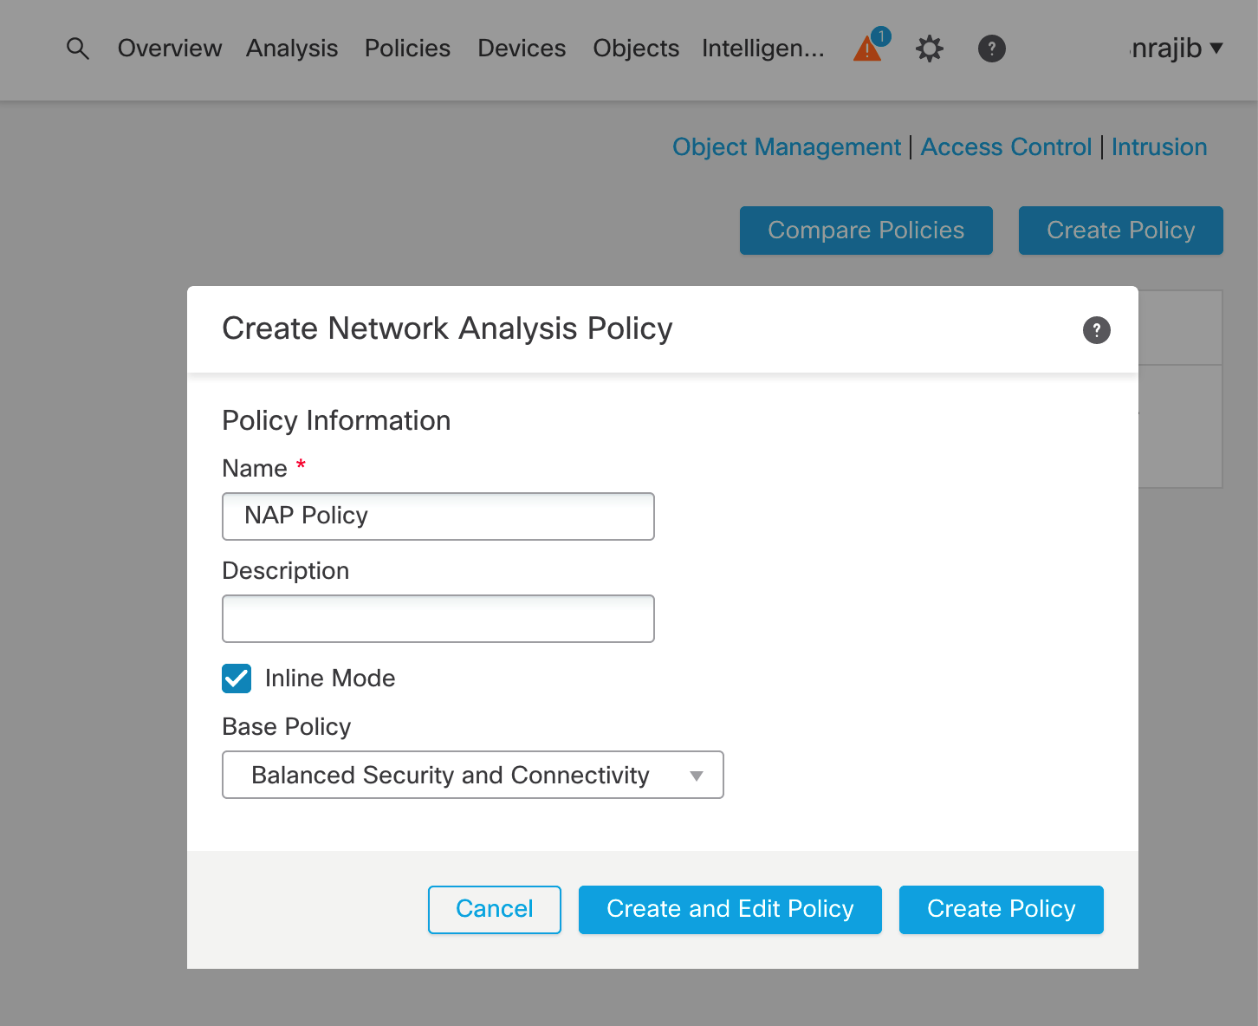 Overview Analysis Policies Devices Objects Intelligen... 1 ? nrajib
Object Management | Access Control | Intrusion
Compare Policies Create Policy
Create Network Analysis Policy ?
Policy Information
Name *
NAP Policy
Description
Inline Mode
Base Policy
Balanced Security and Connectivity
Cancel Create and Edit Policy Create Policy